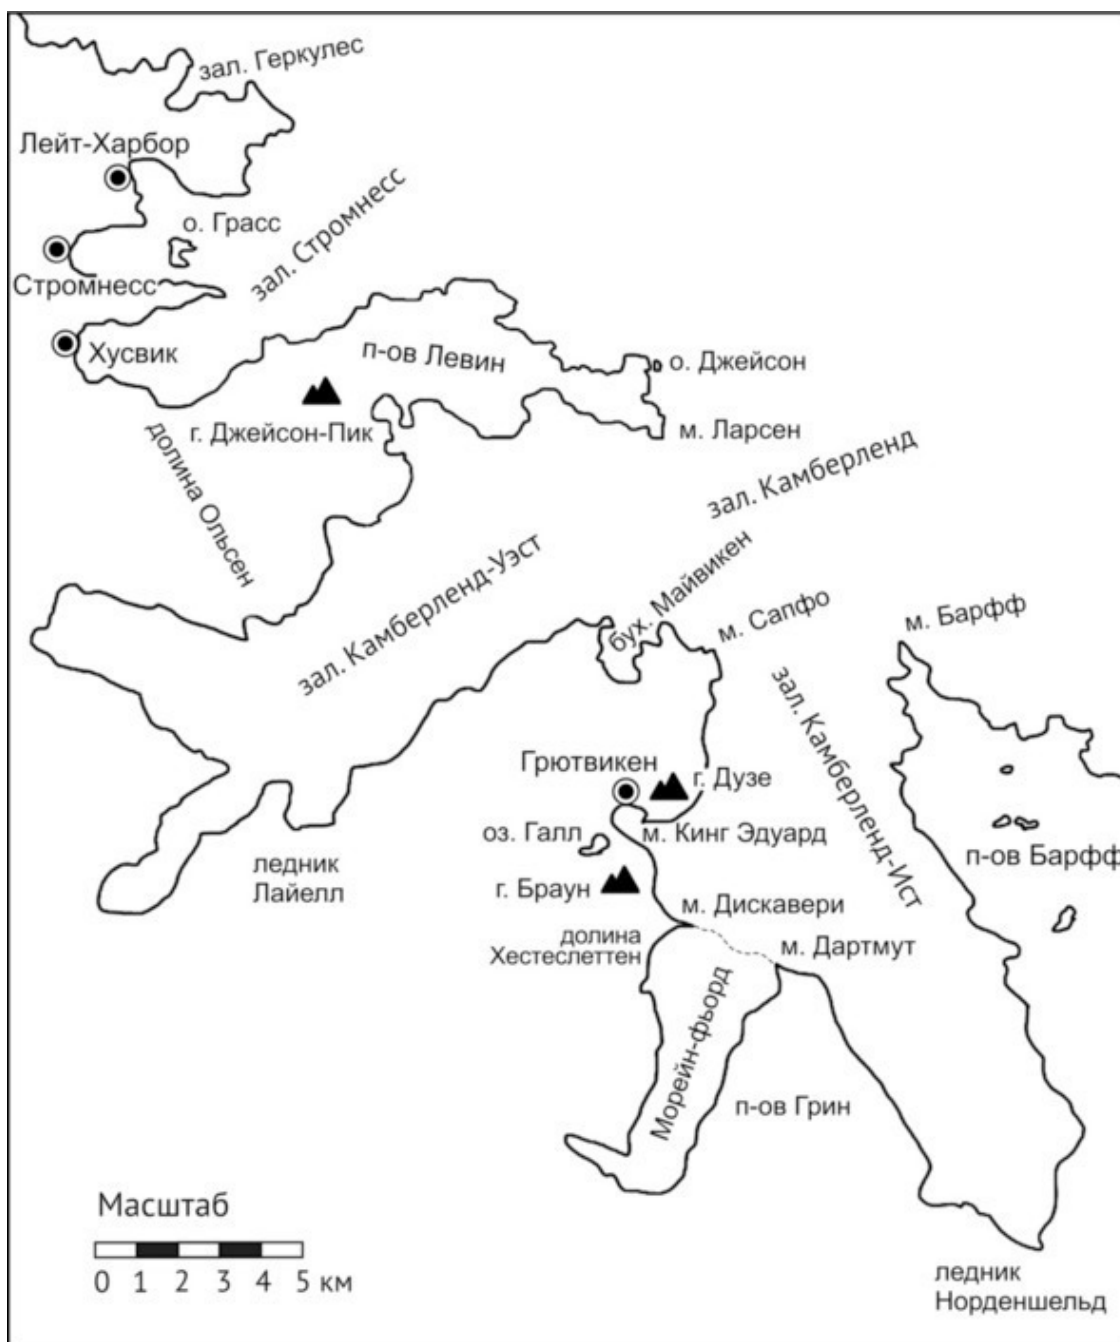 зал. Геркулес
Лейт-Харбор
о. Грасс
зал. Стромнесс
Стромнесс
Хусвик
п-ов Левин
о. Джейсон
г. Джейсон-Пик
м. Ларсен
долина Ольсен
зал. Камберленд
зал. Камберленд-Уэст
бух. Майвикен
м. Сапфо
м. Барфф
зал. Камберленд-Ист
Грютвикен
г. Дузе
оз. Галл
м. Кинг Эдуард
п-ов Барфф
ледник
Лайелл
г. Браун
м. Дискавери
долина
Хестеслеттен
м. Дартмут
Морейн-фьорд
п-ов Грин
Масштаб
0 1 2 3 4 5 км
ледник
Норденшельд